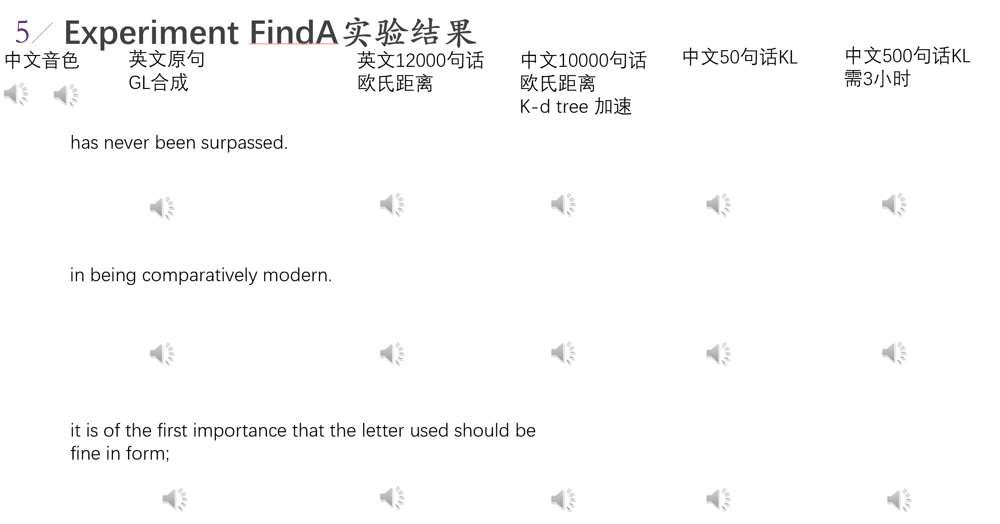 5/ Experiment FindA实验结果
中文音色
英文原句
GL合成
英文12000句话
欧氏距离
中文10000句话
欧氏距离
K-d tree 加速
中文50句话KL
中文500句话KL
需3小时
has never been surpassed.
in being comparatively modern.
it is of the first importance that the letter used should be
fine in form;